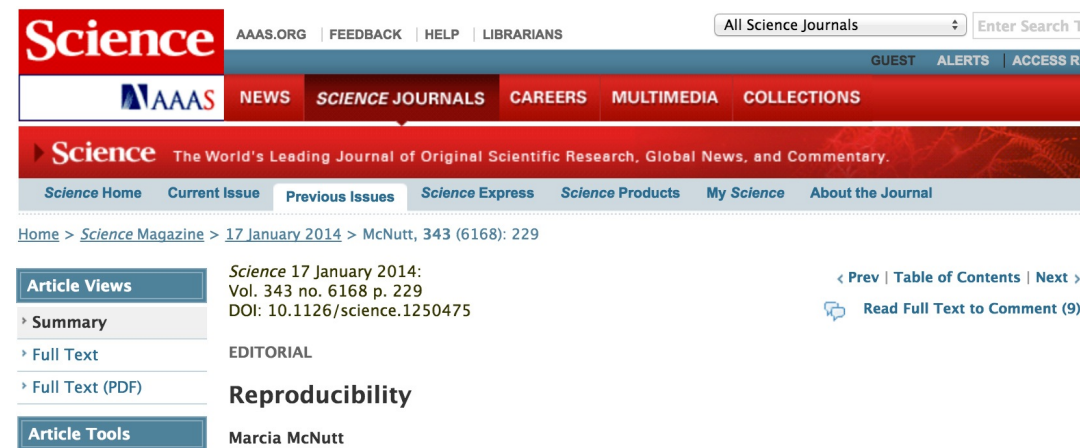 Science
AAAS.ORG FEEDBACK HELP LIBRARIANS
All Science Journals
Enter Search T
GUEST ALERTS ACCESS R
AAAS
NEWS SCIENCE JOURNALS CAREERS MULTIMEDIA COLLECTIONS
Science The World's Leading Journal of Original Scientific Research, Global News, and Commentary.
Science Home Current Issue Previous Issues Science Express Science Products My Science About the Journal
Home > Science Magazine > 17 January 2014 > McNutt, 343 (6168): 229
Article Views
Summary
Full Text
Full Text (PDF)
Article Tools
Science 17 January 2014:
Vol. 343 no. 6168 p. 229
DOI: 10.1126/science.1250475
‹ Prev | Table of Contents | Next ›
Read Full Text to Comment (9)
EDITORIAL
Reproducibility
Marcia McNutt